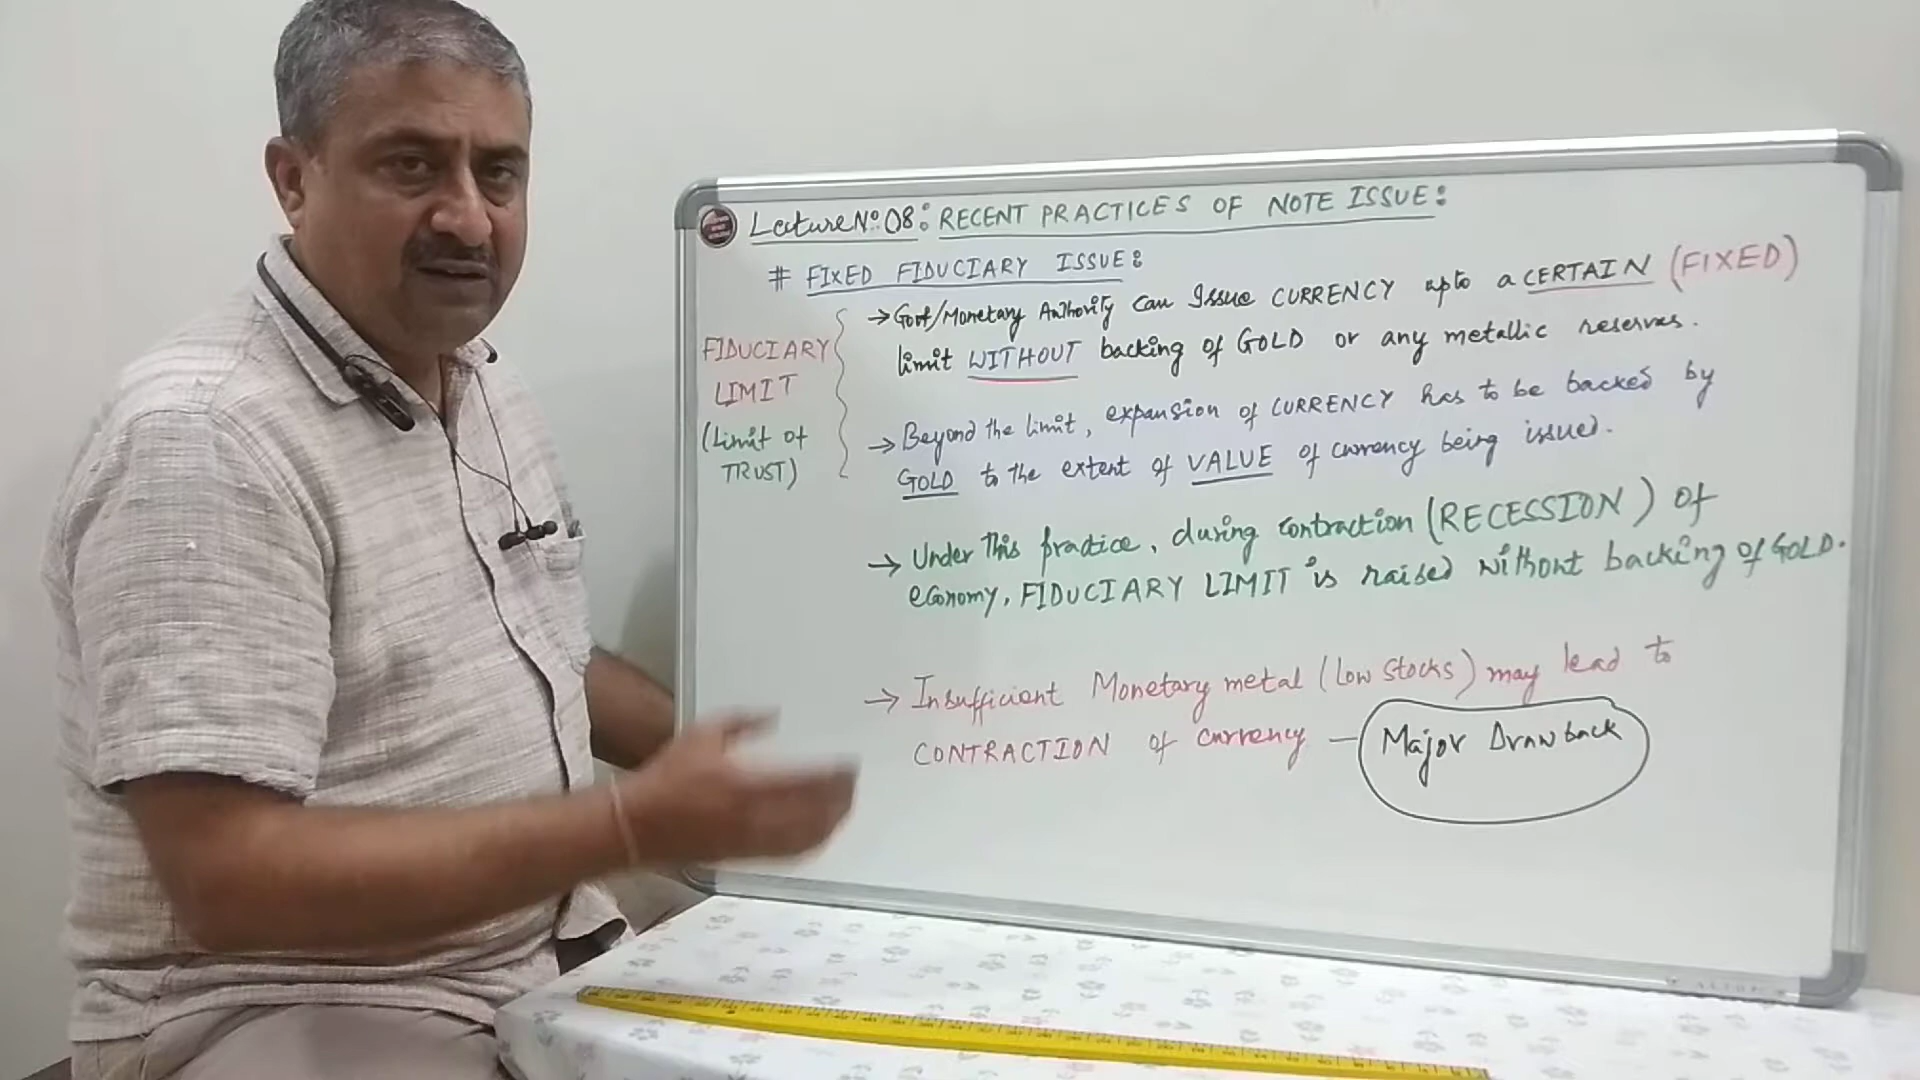 Lecture No: 08: RECENT PRACTICES OF NOTE ISSUE:
# FIXED FIDUCIARY ISSUE:
→ Govt/Monetary Authority Can Issue CURRENCY upto a CERTAIN (FIXED)
limit WITHOUT backing of GOLD or any metallic reserves.
→ Beyond the limit, expansion of CURRENCY has to be backed by
GOLD to the extent of VALUE of currency being issued.
FIDUCIARY
LIMIT
(Limit of
TRUST)
→ Under This practice, during contraction (RECESSION) of
economy, FIDUCIARY LIMIT is raised without backing of GOLD.
→ Insufficient Monetary metal (low stocks) may lead to
CONTRACTION of currency — Major Drawback